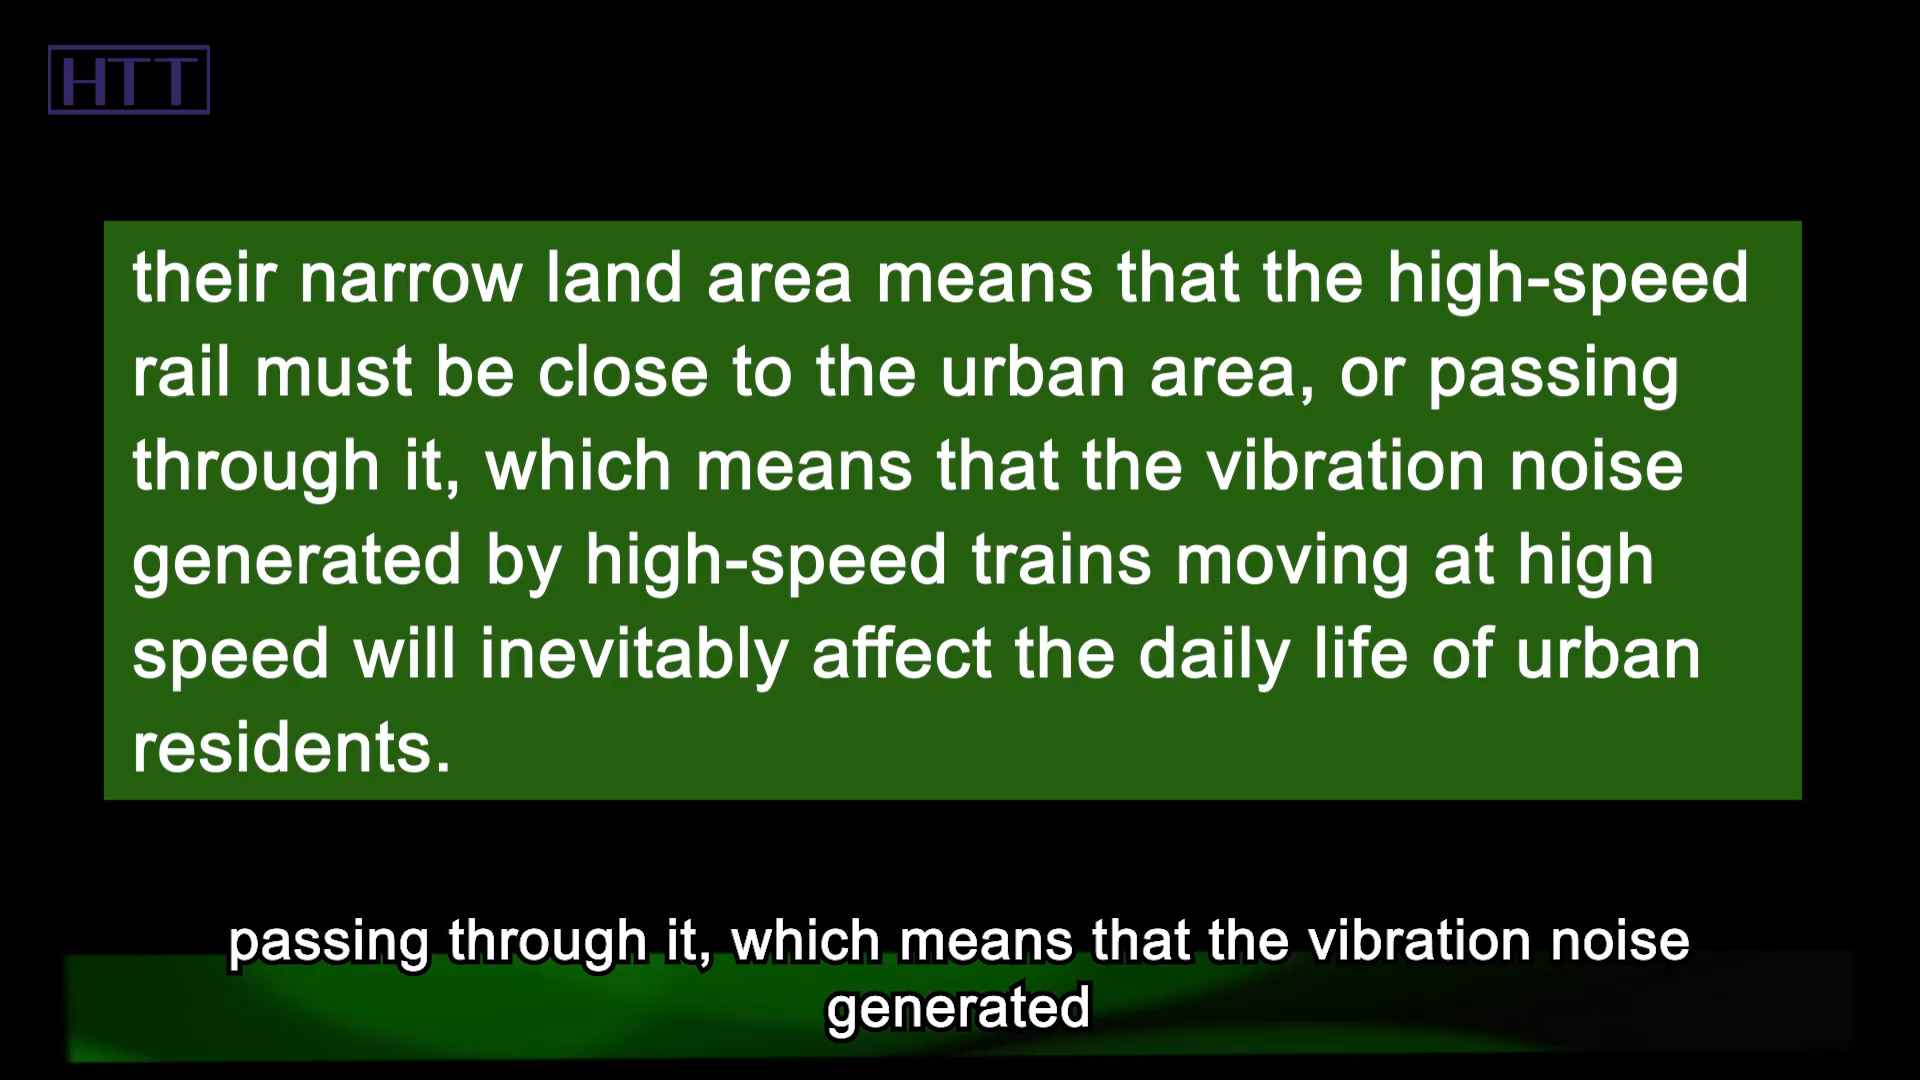 HTT
their narrow land area means that the high-speed
rail must be close to the urban area, or passing
through it, which means that the vibration noise
generated by high-speed trains moving at high
speed will inevitably affect the daily life of urban
residents.
passing through it, which means that the vibration noise
generated